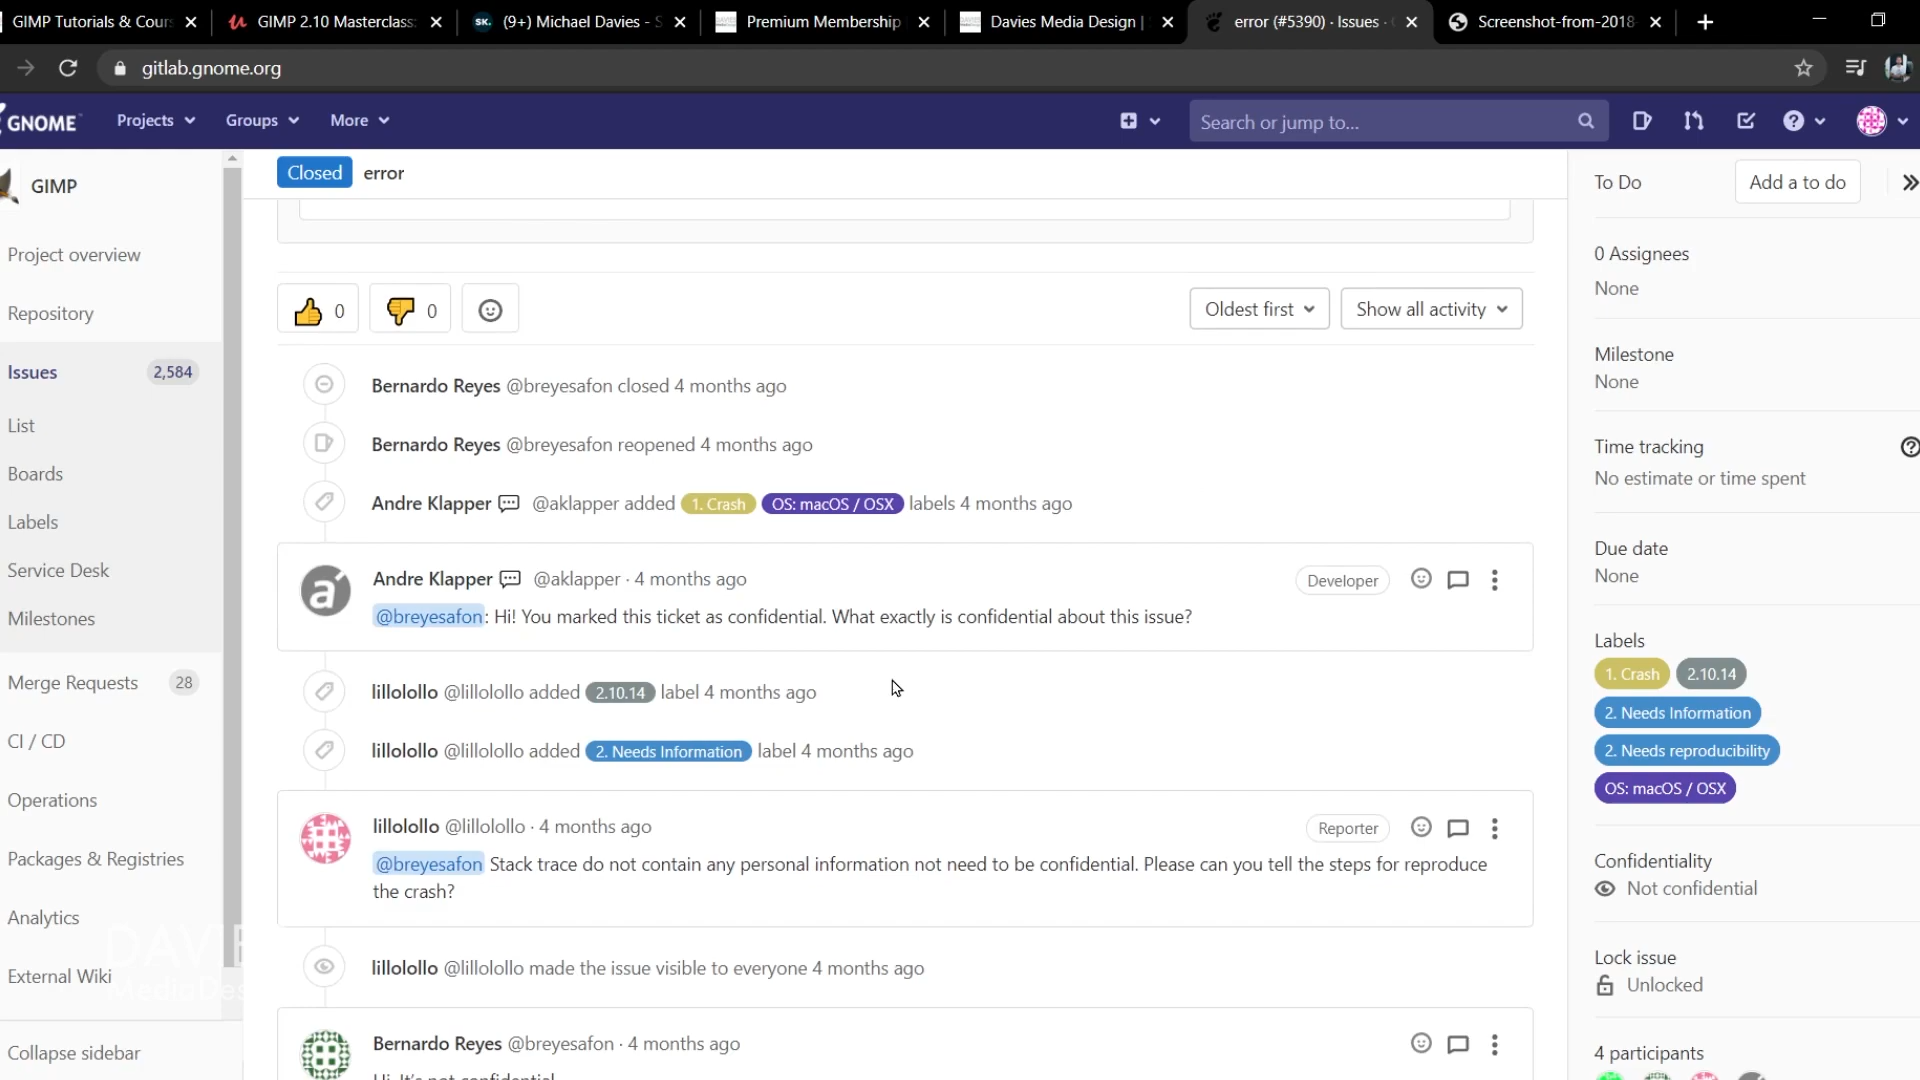 GIMP Tutorials & Cours
GIMP 2.10 Masterclass:
SK. (9+) Michael Davies - S
Premium Membership
Davies Media Design |
error (#5390) · Issues ·
Screenshot-from-2018
gitlab.gnome.org
GNOME Projects Groups More Search or jump to...
GIMP
Project overview
Repository
Issues 2,584
List
Boards
Labels
Service Desk
Milestones
Merge Requests 28
CI / CD
Operations
Packages & Registries
Analytics
External Wiki
Collapse sidebar
DAVIE
MediaDes
Closed error
0 0 Oldest first Show all activity
Bernardo Reyes @breyesafon closed 4 months ago
Bernardo Reyes @breyesafon reopened 4 months ago
Andre Klapper @aklapper added 1. Crash OS: macOS / OSX labels 4 months ago
Andre Klapper @aklapper · 4 months ago Developer
@breyesafon: Hi! You marked this ticket as confidential. What exactly is confidential about this issue?
lillolollo @lillolollo added 2.10.14 label 4 months ago
lillolollo @lillolollo added 2. Needs Information label 4 months ago
lillolollo @lillolollo · 4 months ago Reporter
@breyesafon Stack trace do not contain any personal information not need to be confidential. Please can you tell the steps for reproduce
the crash?
lillolollo @lillolollo made the issue visible to everyone 4 months ago
Bernardo Reyes @breyesafon · 4 months ago
Hi, It's not confidential
To Do Add a to do
0 Assignees
None
Milestone
None
Time tracking
No estimate or time spent
Due date
None
Labels
1. Crash 2.10.14
2. Needs Information
2. Needs reproducibility
OS: macOS / OSX
Confidentiality
Not confidential
Lock issue
Unlocked
4 participants